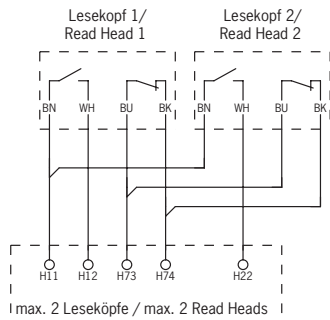 Lesekopf 1/
Read Head 1
Lesekopf 2/
Read Head 2
BN WH BU BK BN WH BU BK
H11 H12 H73 H74 H22
max. 2 Leseköpfe / max. 2 Read Heads